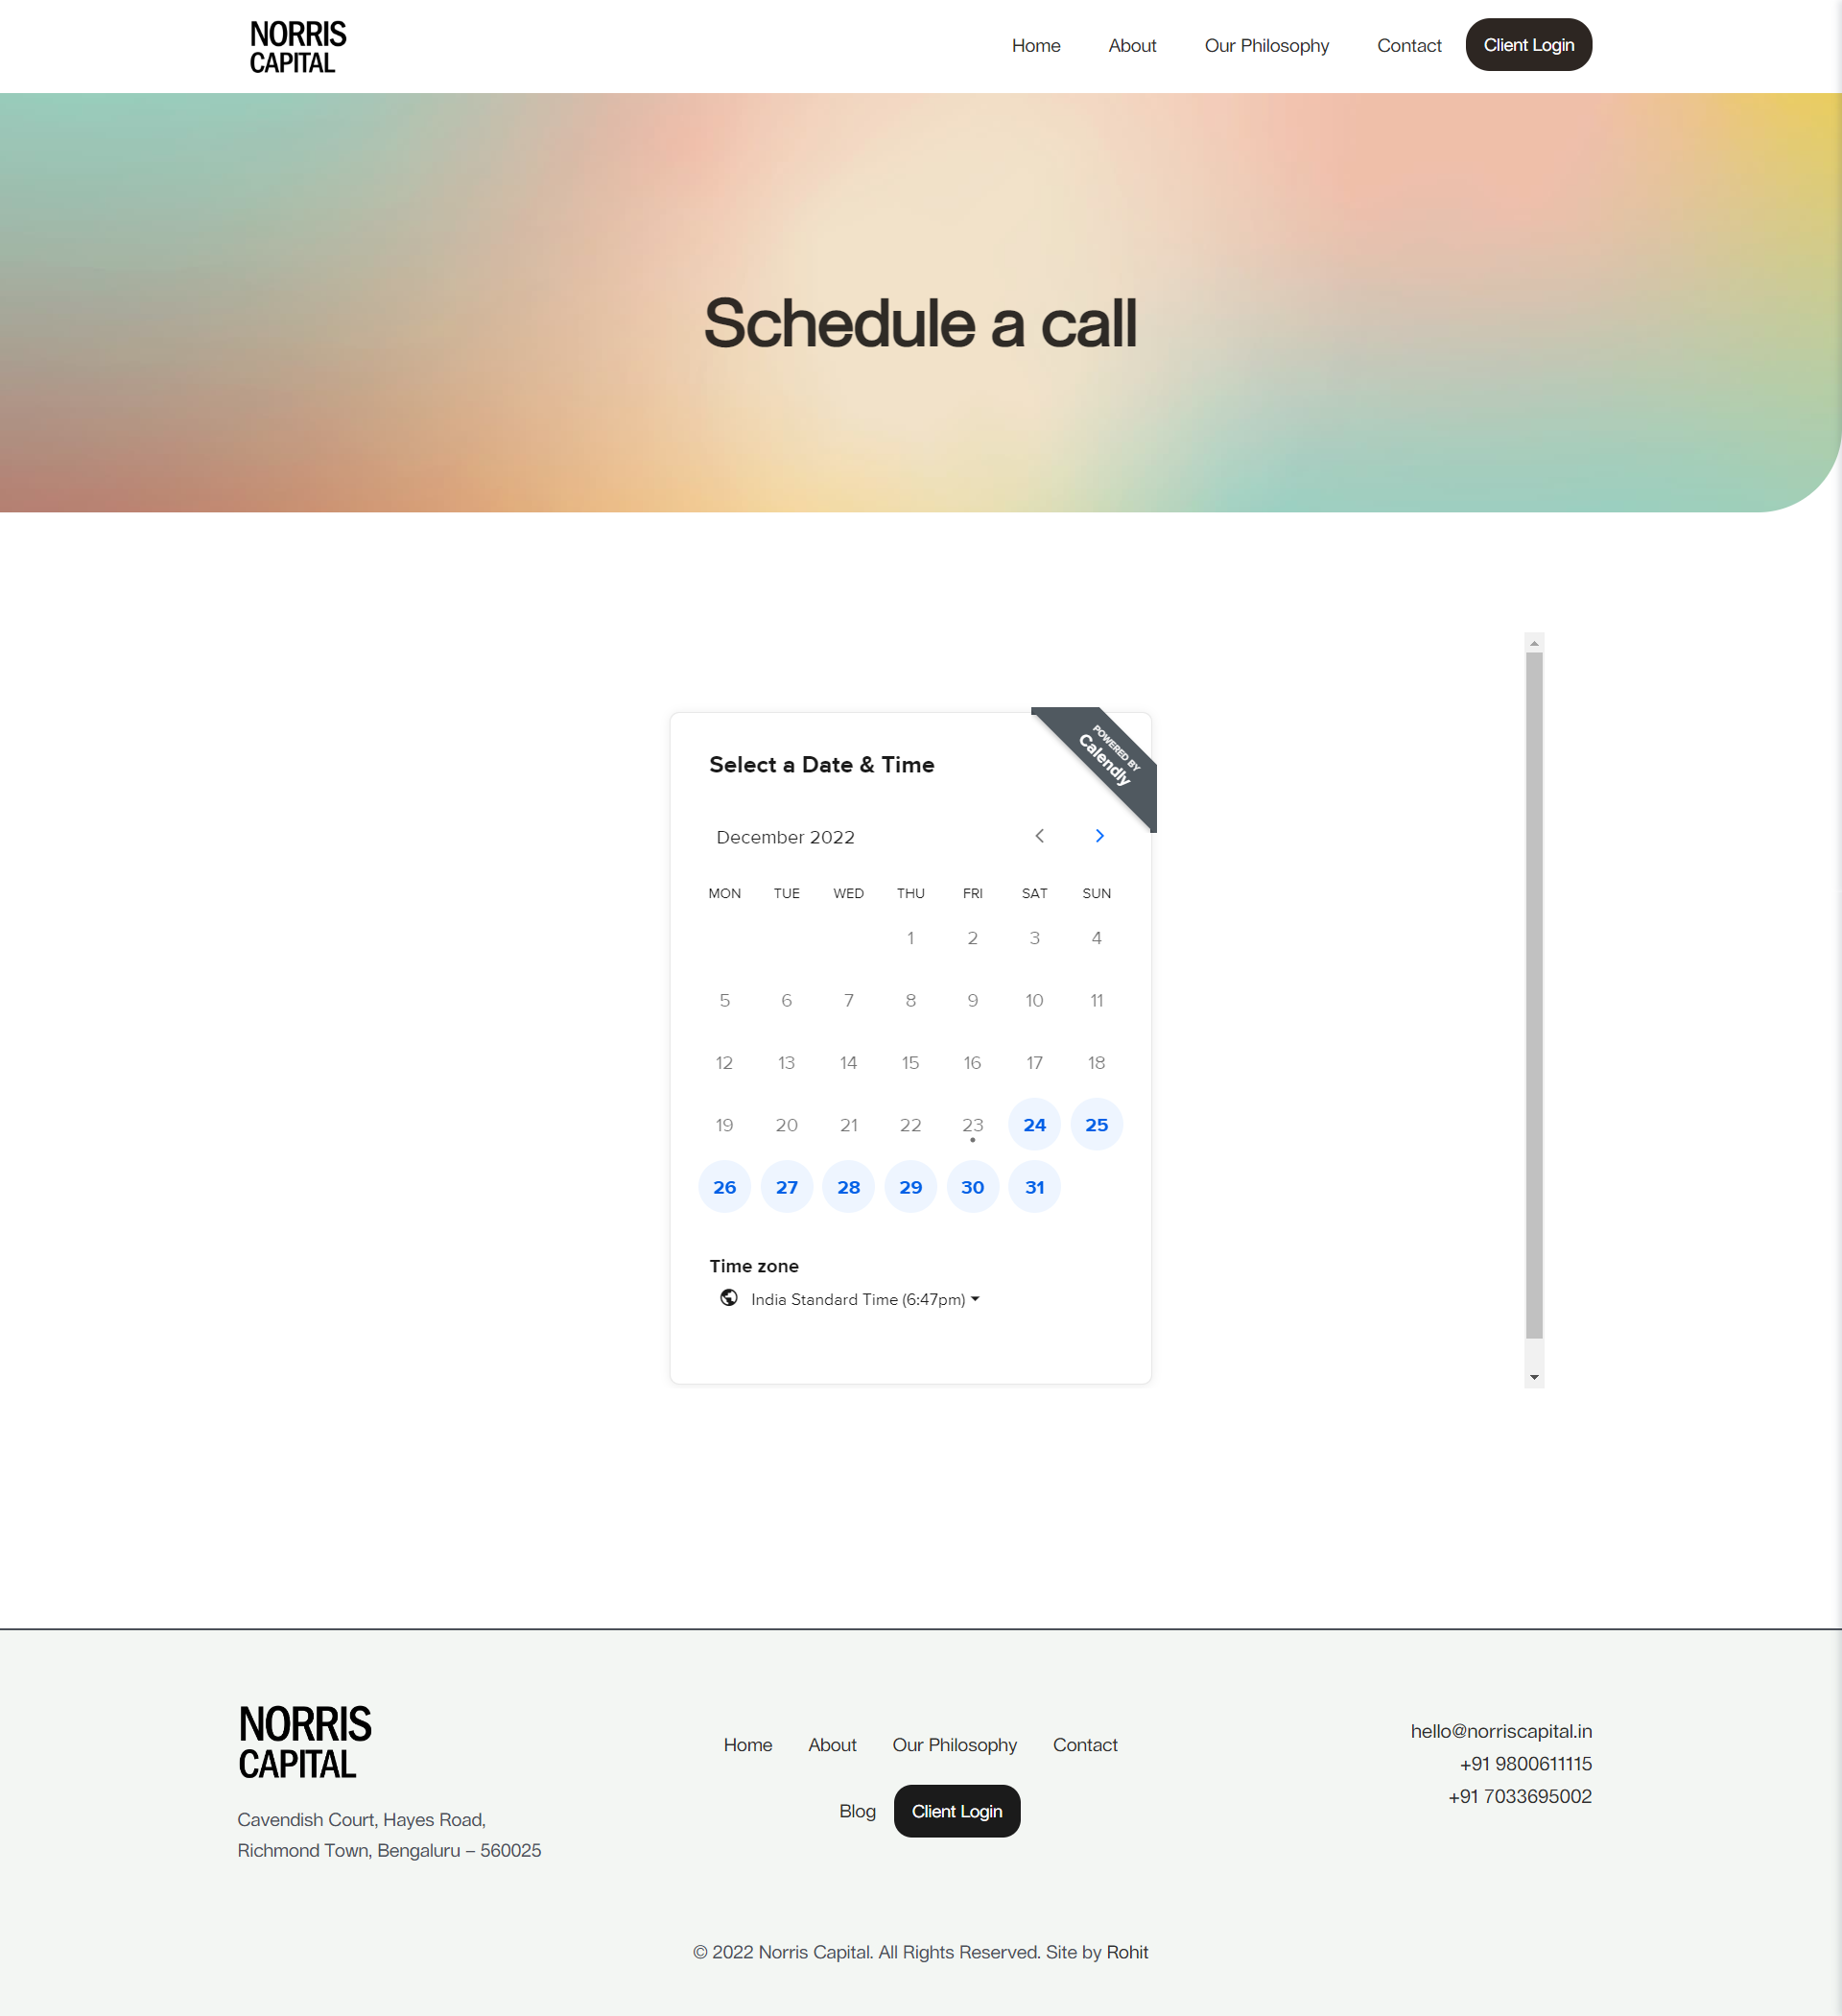 NORRIS
CAPITAL
Home About Our Philosophy Contact Client Login
Schedule a call
POWERED BY
Calendly
Select a Date & Time
December 2022
MON TUE WED THU FRI SAT SUN
1 2 3 4
5 6 7 8 9 10 11
12 13 14 15 16 17 18
19 20 21 22 23 24 25
26 27 28 29 30 31
Time zone
India Standard Time (6:47pm)
NORRIS
CAPITAL
Cavendish Court, Hayes Road,
Richmond Town, Bengaluru – 560025
Home About Our Philosophy Contact
Blog Client Login
hello@norriscapital.in
+91 9800611115
+91 7033695002
© 2022 Norris Capital. All Rights Reserved. Site by Rohit